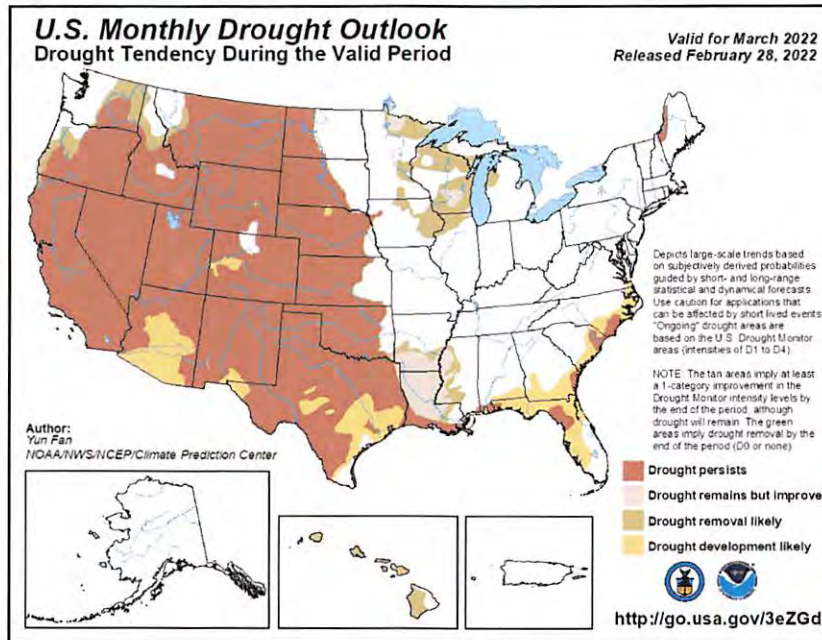 U.S. Monthly Drought Outlook
Drought Tendency During the Valid Period
Valid for March 2022
Released February 28, 2022
Depicts large-scale trends based
on subjectively derived probabilities
guided by short- and long-range
statistical and dynamical forecasts.
Use caution for applications that
can be affected by short lived events.
"Ongoing" drought areas are
based on the U.S. Drought Monitor
areas (intensities of D1 to D4).
NOTE: The tan areas imply at least
a 1-category improvement in the
Drought Monitor intensity levels by
the end of the period, although
drought will remain. The green
areas imply drought removal by the
end of the period (D0 or none).
Author:
Yun Fan
NOAA/NWS/NCEP/Climate Prediction Center
Drought persists
Drought remains but improve
Drought removal likely
Drought development likely
http://go.usa.gov/3eZGd